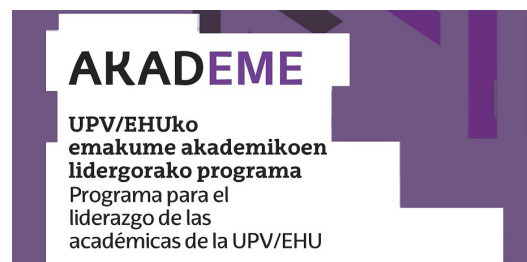 AKADEME
UPV/EHUko
emakume akademikoen
lidergorako programa
Programa para el
liderazgo de las
académicas de la UPV/EHU